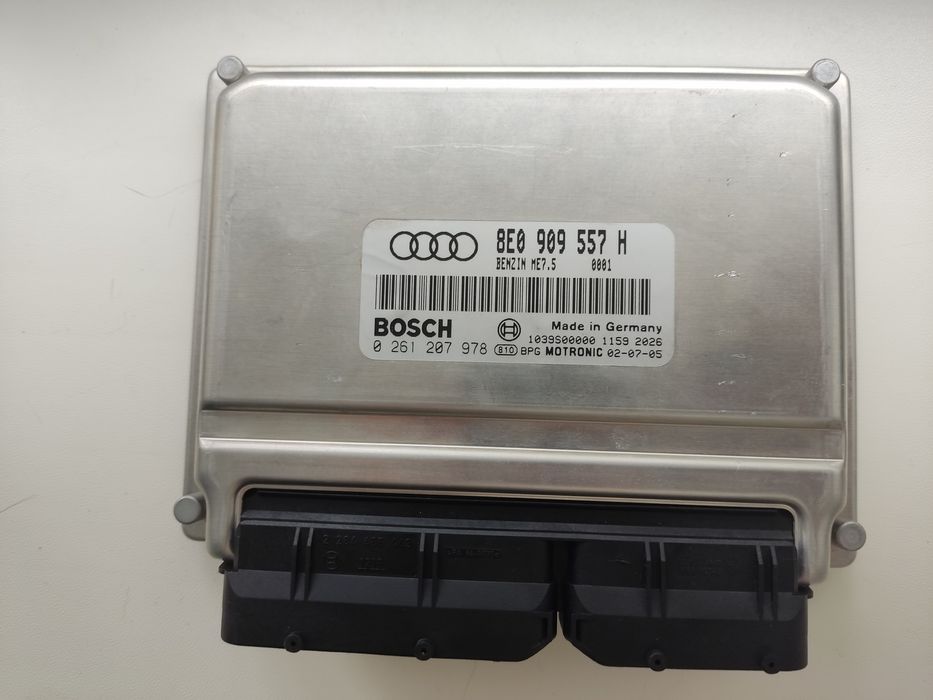 8E0 909 557 H
BENZIN ME7.5 0001
BOSCH Made in Germany
1039S00000 1159 2026
0 261 207 978 810 BPG MOTRONIC 02-07-05